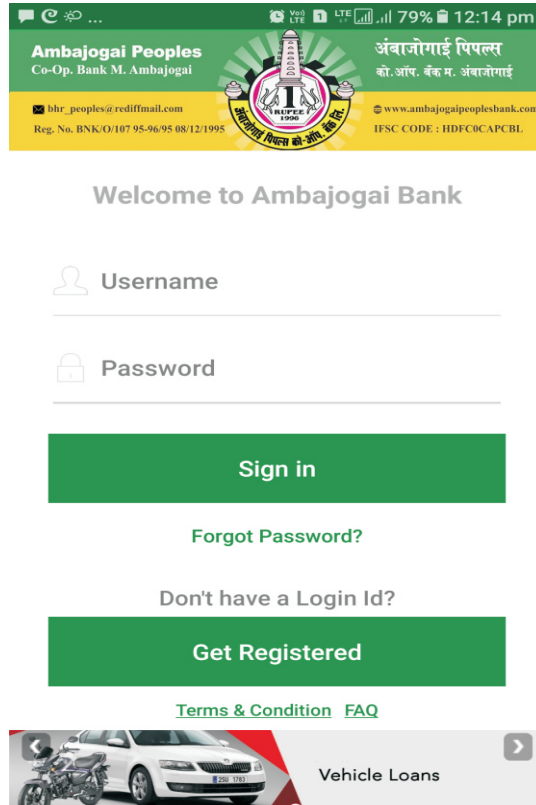 79% 12:14 pm
Ambajogai Peoples
Co-Op. Bank M. Ambajogai
अंबाजोगाई पिपल्स
को.ऑप. बँक म. अंबाजोगाई
1
RUPEE
1996
अंबाजोगाई पिपल्स को-ऑप. बँक लि.
bhr_peoples@rediffmail.com
Reg. No. BNK/O/107 95-96/95 08/12/1995
www.ambajogaipeoplesbank.com
IFSC CODE : HDFC0CAPCBL
Welcome to Ambajogai Bank
Username
Password
Sign in
Forgot Password?
Don't have a Login Id?
Get Registered
Terms & Condition FAQ
Vehicle Loans